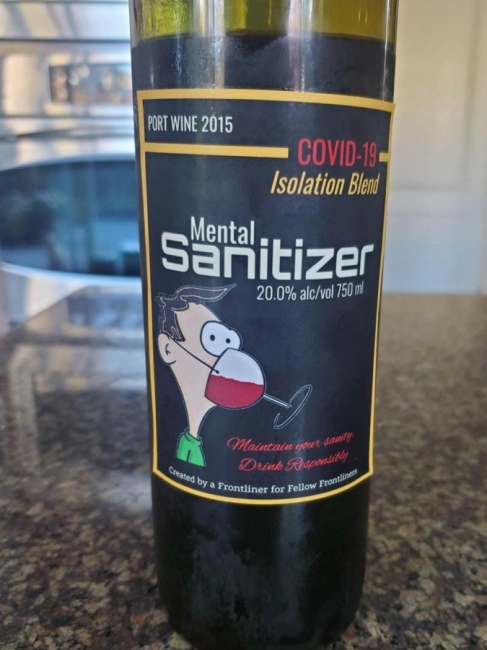 PORT WINE 2015
COVID-19
Isolation Blend
Mental
Sanitizer
20.0% alc/vol 750 ml
Maintain your sanity.
Drink Responsibly
Created by a Frontliner for Fellow Frontliners